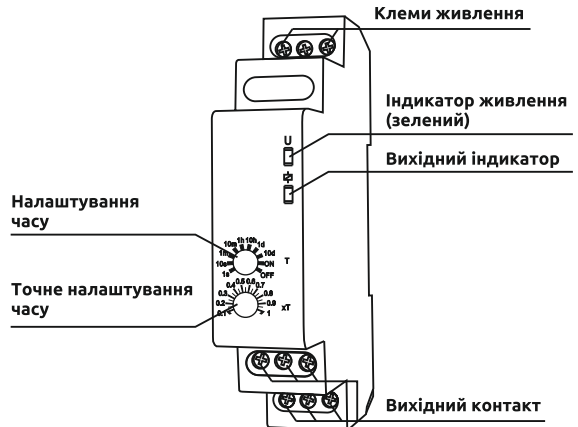 Клеми живлення
Індикатор живлення
(зелений)
U
Вихідний індикатор
Налаштування
часу
1s
10s
1m
10m
1h
10h
1d
10d
ON
OFF
T
Точне налаштування
часу
0.1
0.2
0.3
0.4
0.5
0.6
0.7
0.8
0.9
1
xT
Вихідний контакт